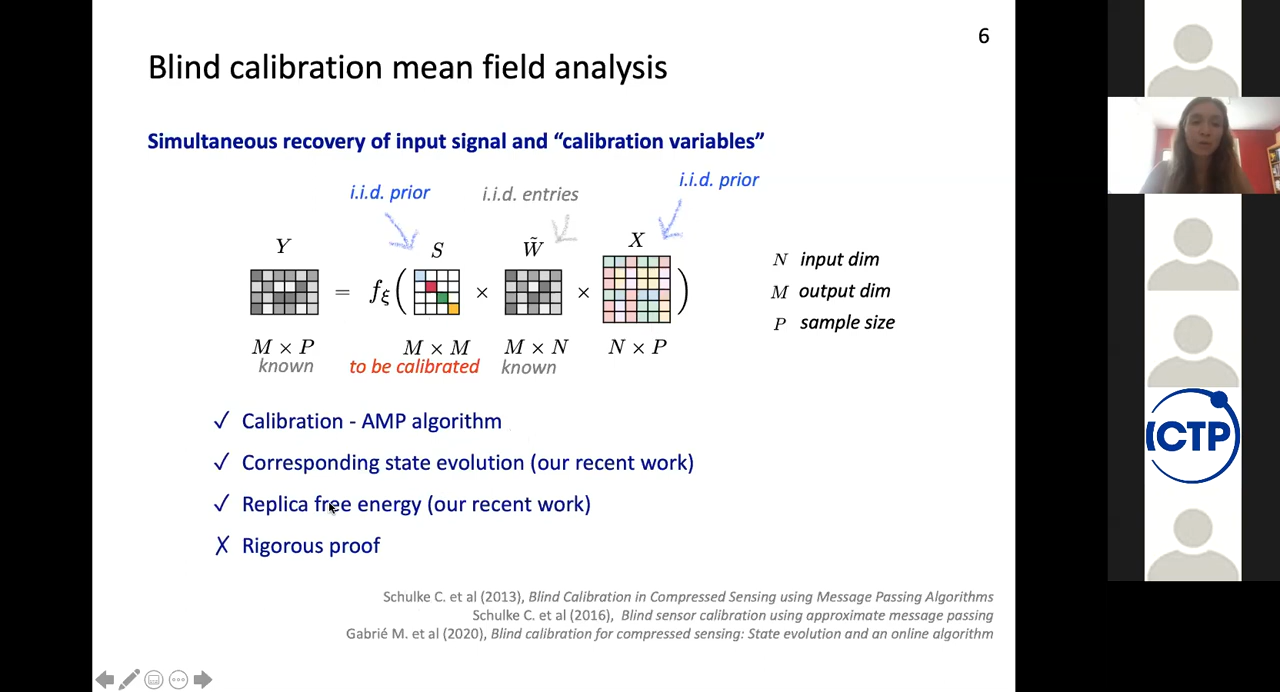 6
Blind calibration mean field analysis
Simultaneous recovery of input signal and “calibration variables”
i.i.d. prior i.i.d. entries i.i.d. prior
Y S W̃ X
= fξ ( × × )
M × P M × M M × N N × P
known to be calibrated known
N input dim
M output dim
P sample size
✓ Calibration - AMP algorithm
✓ Corresponding state evolution (our recent work)
✓ Replica free energy (our recent work)
X Rigorous proof
Schulke C. et al (2013), Blind Calibration in Compressed Sensing using Message Passing Algorithms
Schulke C. et al (2016), Blind sensor calibration using approximate message passing
Gabrié M. et al (2020), Blind calibration for compressed sensing: State evolution and an online algorithm
ICTP